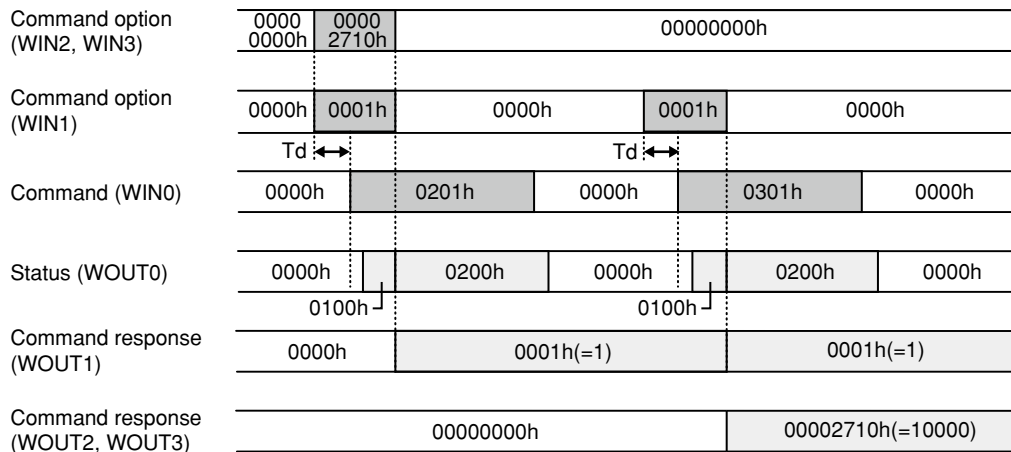 Command option
(WIN2, WIN3)
0000
0000h
0000
2710h
00000000h
Command option
(WIN1)
0000h
0001h
0000h
0001h
0000h
Td
Td
Command (WIN0)
0000h
0201h
0000h
0301h
0000h
Status (WOUT0)
0000h
0200h
0000h
0200h
0000h
0100h
0100h
Command response
(WOUT1)
0000h
0001h(=1)
0001h(=1)
Command response
(WOUT2, WOUT3)
00000000h
00002710h(=10000)